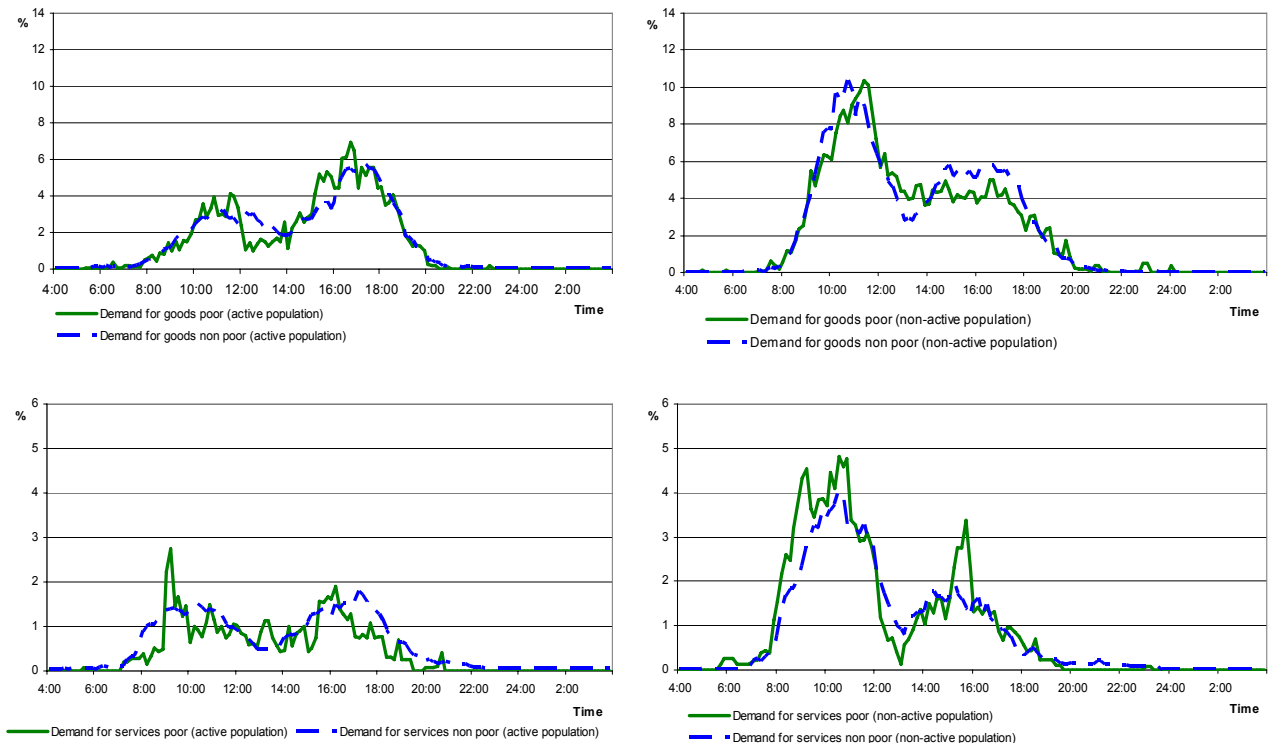 %
14
12
10
8
6
4
2
0
4:00 6:00 8:00 10:00 12:00 14:00 16:00 18:00 20:00 22:00 24:00 2:00
Time
Demand for goods poor (active population)
Demand for goods non poor (active population)
%
14
12
10
8
6
4
2
0
4:00 6:00 8:00 10:00 12:00 14:00 16:00 18:00 20:00 22:00 24:00 2:00
Time
Demand for goods poor (non-active population)
Demand for goods non poor (non-active population)
%
6
5
4
3
2
1
0
4:00 6:00 8:00 10:00 12:00 14:00 16:00 18:00 20:00 22:00 24:00 2:00
Time
Demand for services poor (active population) Demand for services non poor (active population)
%
6
5
4
3
2
1
0
4:00 6:00 8:00 10:00 12:00 14:00 16:00 18:00 20:00 22:00 24:00 2:00
Time
Demand for services poor (non-active population)
Demand for services non poor (non-active population)